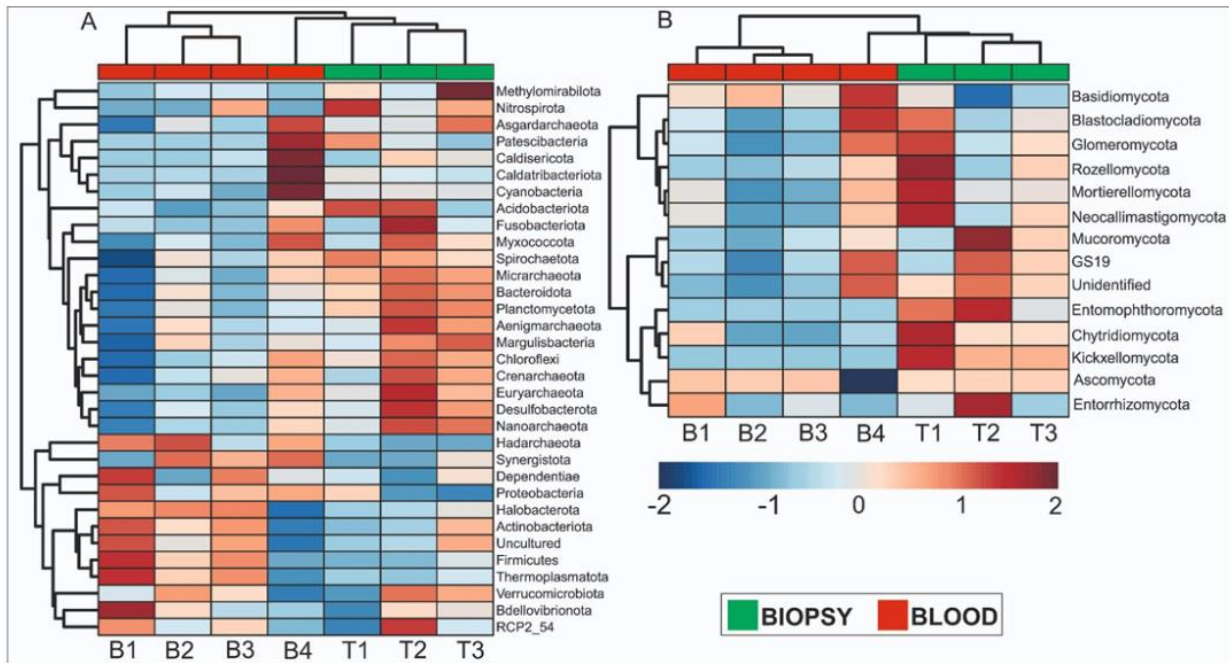 A
Methylomirabilota
Nitrospirota
Asgardarchaeota
Patescibacteria
Caldisericota
Caldatribacteriota
Cyanobacteria
Acidobacteriota
Fusobacteriota
Myxococcota
Spirochaetota
Micrarchaeota
Bacteroidota
Planctomycetota
Aenigmarchaeota
Margulisbacteria
Chloroflexi
Crenarchaeota
Euryarchaeota
Desulfobacterota
Nanoarchaeota
Hadarchaeota
Synergistota
Dependentiae
Proteobacteria
Halobacterota
Actinobacteriota
Uncultured
Firmicutes
Thermoplasmatota
Verrucomicrobiota
Bdellovibrionota
RCP2_54
B1 B2 B3 B4 T1 T2 T3
B
Basidiomycota
Blastocladiomycota
Glomeromycota
Rozellomycota
Mortierellomycota
Neocallimastigomycota
Mucoromycota
GS19
Unidentified
Entomophthoromycota
Chytridiomycota
Kickxellomycota
Ascomycota
Entorrhizomycota
B1 B2 B3 B4 T1 T2 T3
-2 -1 0 1 2
BIOPSY BLOOD